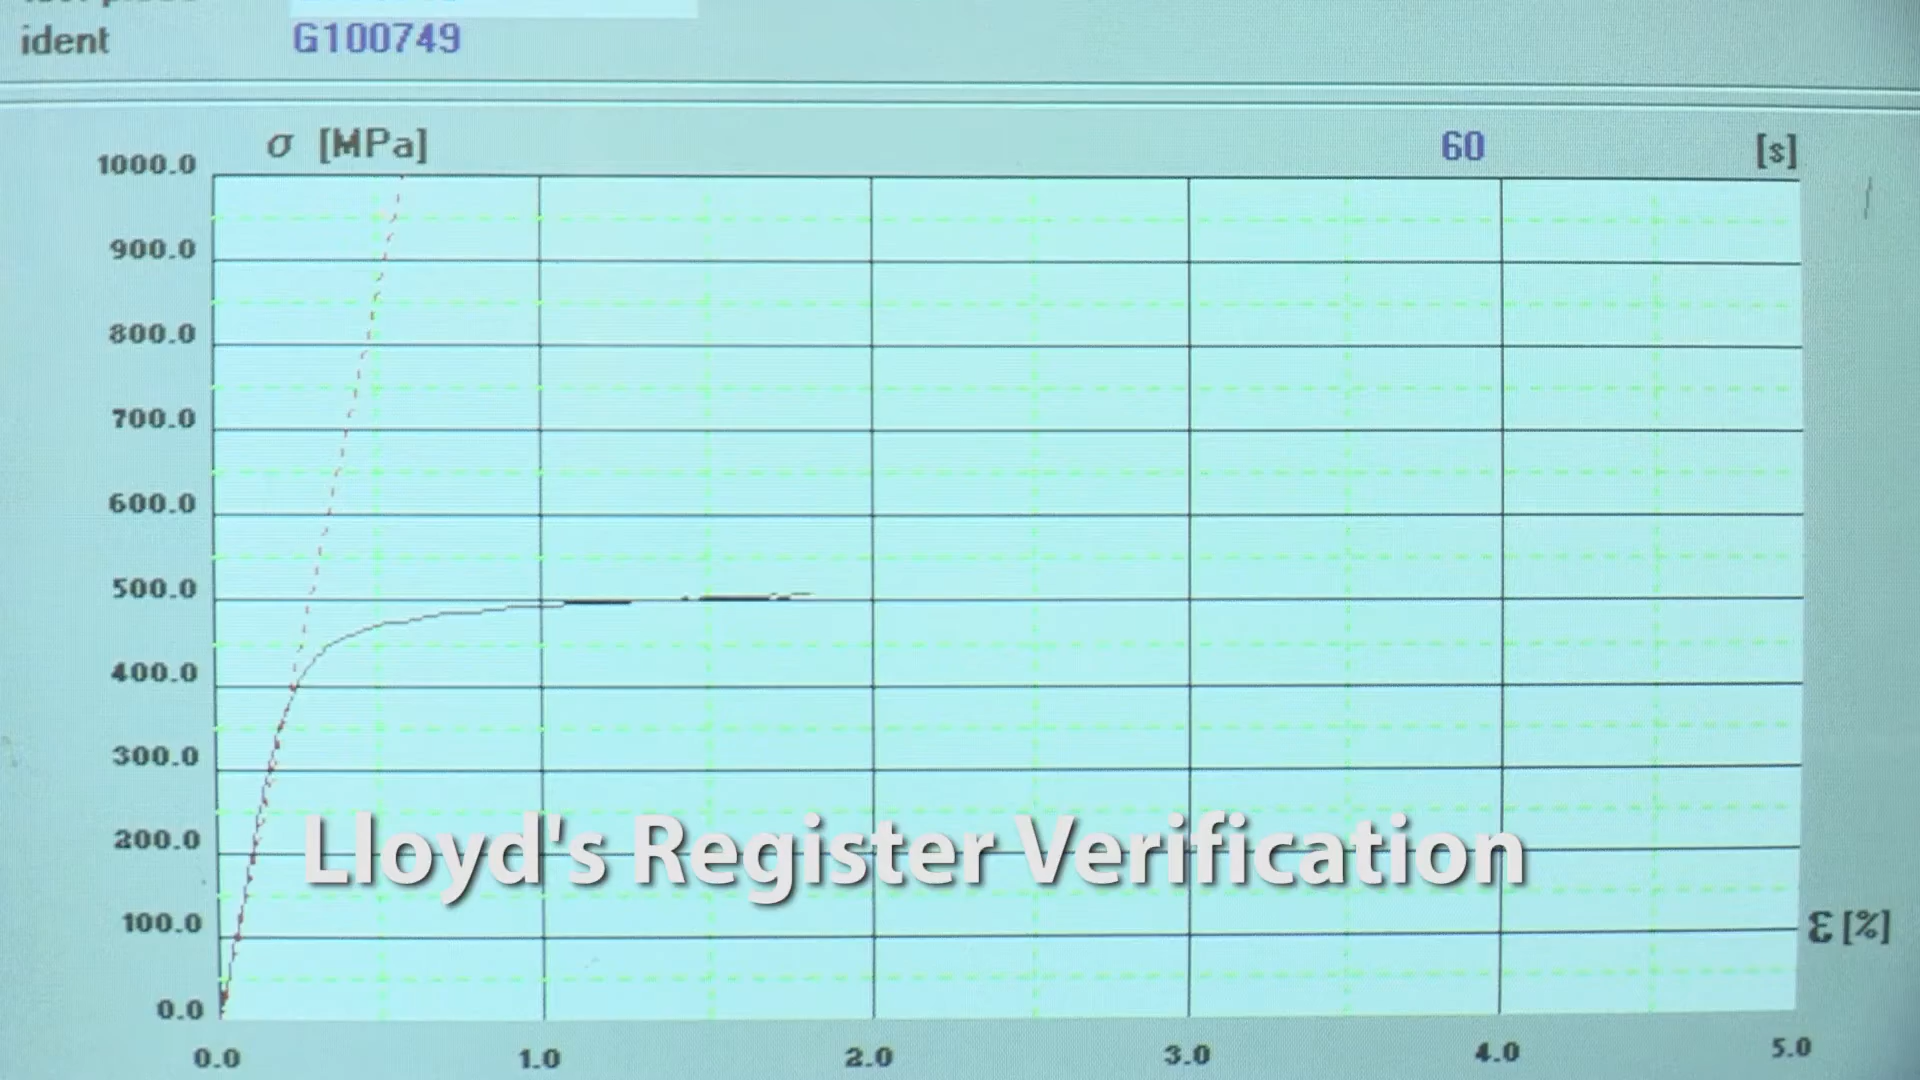 ident G100749
σ [MPa] 60 [s]
1000.0
900.0
800.0
700.0
600.0
500.0
400.0
300.0
200.0
Lloyd's Register Verification
100.0
ε [%]
0.0
0.0 1.0 2.0 3.0 4.0 5.0